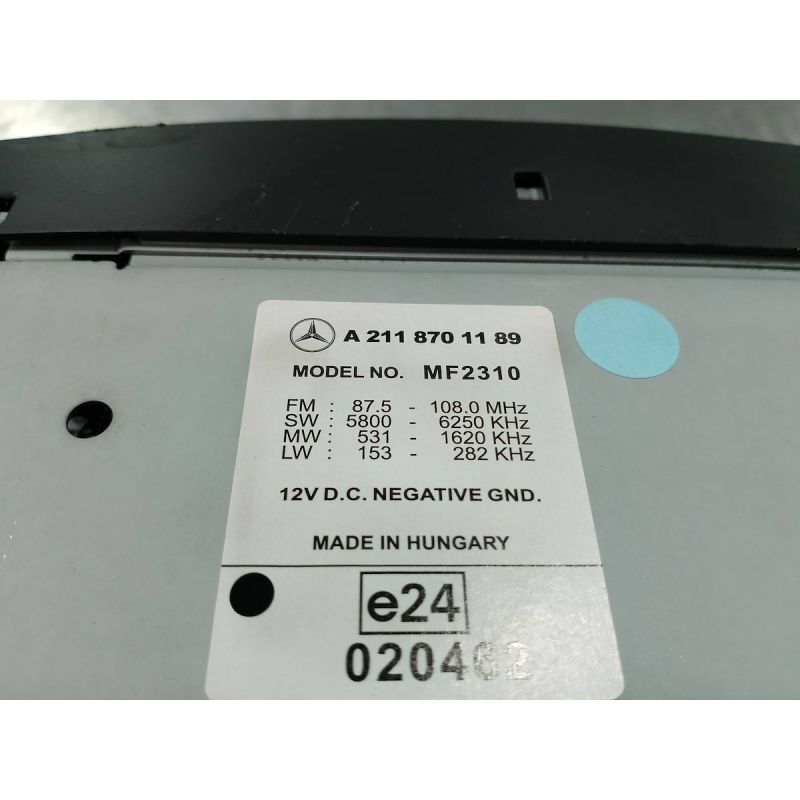 A 211 870 11 89
MODEL NO. MF2310
FM : 87.5 - 108.0 MHz
SW : 5800 - 6250 KHz
MW : 531 - 1620 KHz
LW : 153 - 282 KHz
12V D.C. NEGATIVE GND.
MADE IN HUNGARY
e24
020462